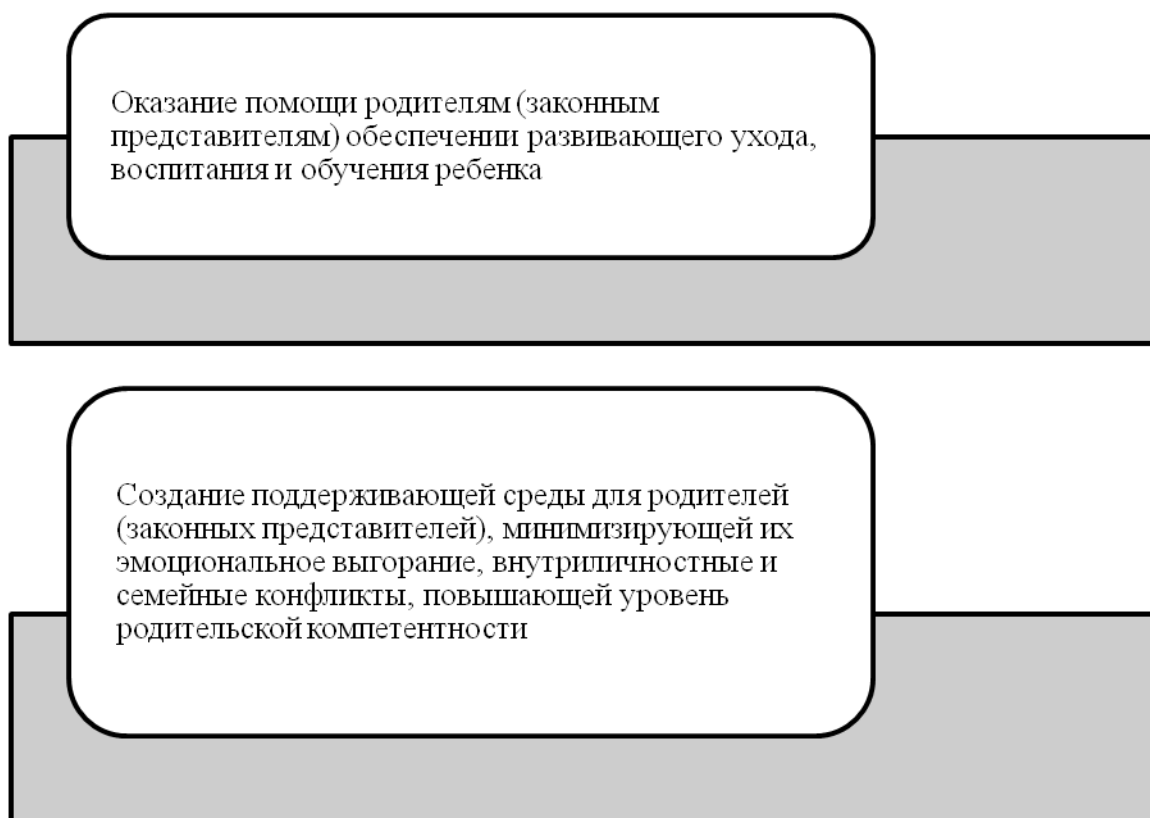 Оказание помощи родителям (законным
представителям) обеспечении развивающего ухода,
воспитания и обучения ребенка
Создание поддерживающей среды для родителей
(законных представителей), минимизирующей их
эмоциональное выгорание, внутриличностные и
семейные конфликты, повышающей уровень
родительской компетентности